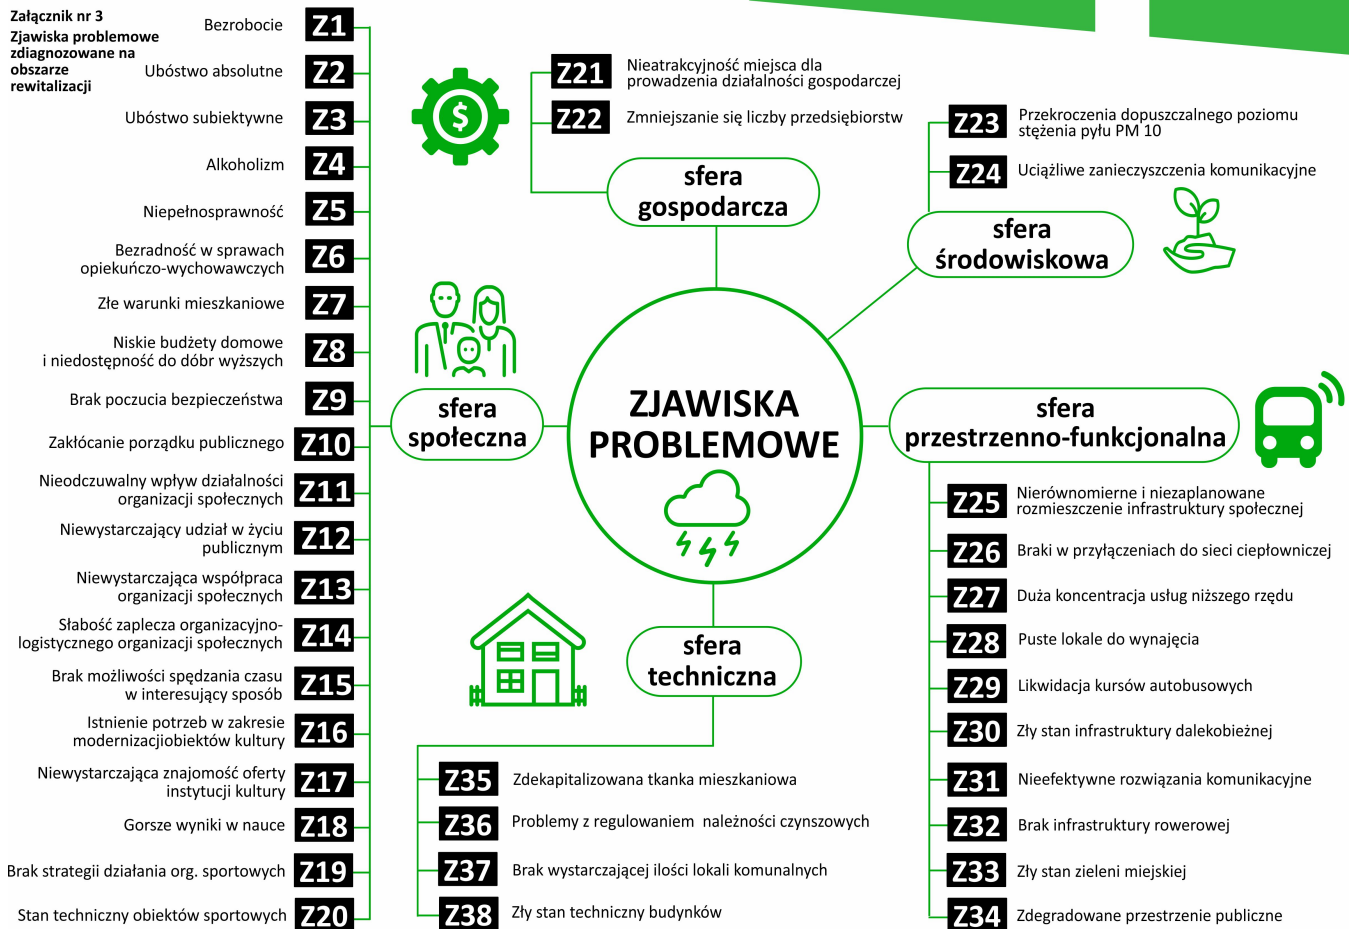 Załącznik nr 3
Zjawiska problemowe
zdiagnozowane na
obszarze
rewitalizacji
Bezrobocie Z1
Ubóstwo absolutne Z2
Ubóstwo subiektywne Z3
Alkoholizm Z4
Niepełnosprawność Z5
Bezradność w sprawach
opiekuńczo-wychowawczych Z6
Złe warunki mieszkaniowe Z7
Niskie budżety domowe
i niedostępność do dóbr wyższych Z8
Brak poczucia bezpieczeństwa Z9
Zakłócanie porządku publicznego Z10
Nieodczuwalny wpływ działalności
organizacji społecznych Z11
Niewystarczający udział w życiu
publicznym Z12
Niewystarczająca współpraca
organizacji społecznych Z13
Słabość zaplecza organizacyjno-
logistycznego organizacji społecznych Z14
Brak możliwości spędzania czasu
w interesujący sposób Z15
Istnienie potrzeb w zakresie
modernizacjiobiektów kultury Z16
Niewystarczająca znajomość oferty
instytucji kultury Z17
Gorsze wyniki w nauce Z18
Brak strategii działania org. sportowych Z19
Stan techniczny obiektów sportowych Z20
sfera
społeczna
$
Z21 Nieatrakcyjność miejsca dla
prowadzenia działalności gospodarczej
Z22 Zmniejszanie się liczby przedsiębiorstw
sfera
gospodarcza
Z23 Przekroczenia dopuszczalnego poziomu
stężenia pyłu PM 10
Z24 Uciążliwe zanieczyszczenia komunikacyjne
sfera
środowiskowa
ZJAWISKA
PROBLEMOWE
sfera
przestrzenno-funkcjonalna
Z25 Nierównomierne i niezaplanowane
rozmieszczenie infrastruktury społecznej
Z26 Braki w przyłączeniach do sieci ciepłowniczej
Z27 Duża koncentracja usług niższego rzędu
Z28 Puste lokale do wynajęcia
Z29 Likwidacja kursów autobusowych
Z30 Zły stan infrastruktury dalekobieżnej
Z31 Nieefektywne rozwiązania komunikacyjne
Z32 Brak infrastruktury rowerowej
Z33 Zły stan zieleni miejskiej
Z34 Zdegradowane przestrzenie publiczne
sfera
techniczna
Z35 Zdekapitalizowana tkanka mieszkaniowa
Z36 Problemy z regulowaniem należności czynszowych
Z37 Brak wystarczającej ilości lokali komunalnych
Z38 Zły stan techniczny budynków